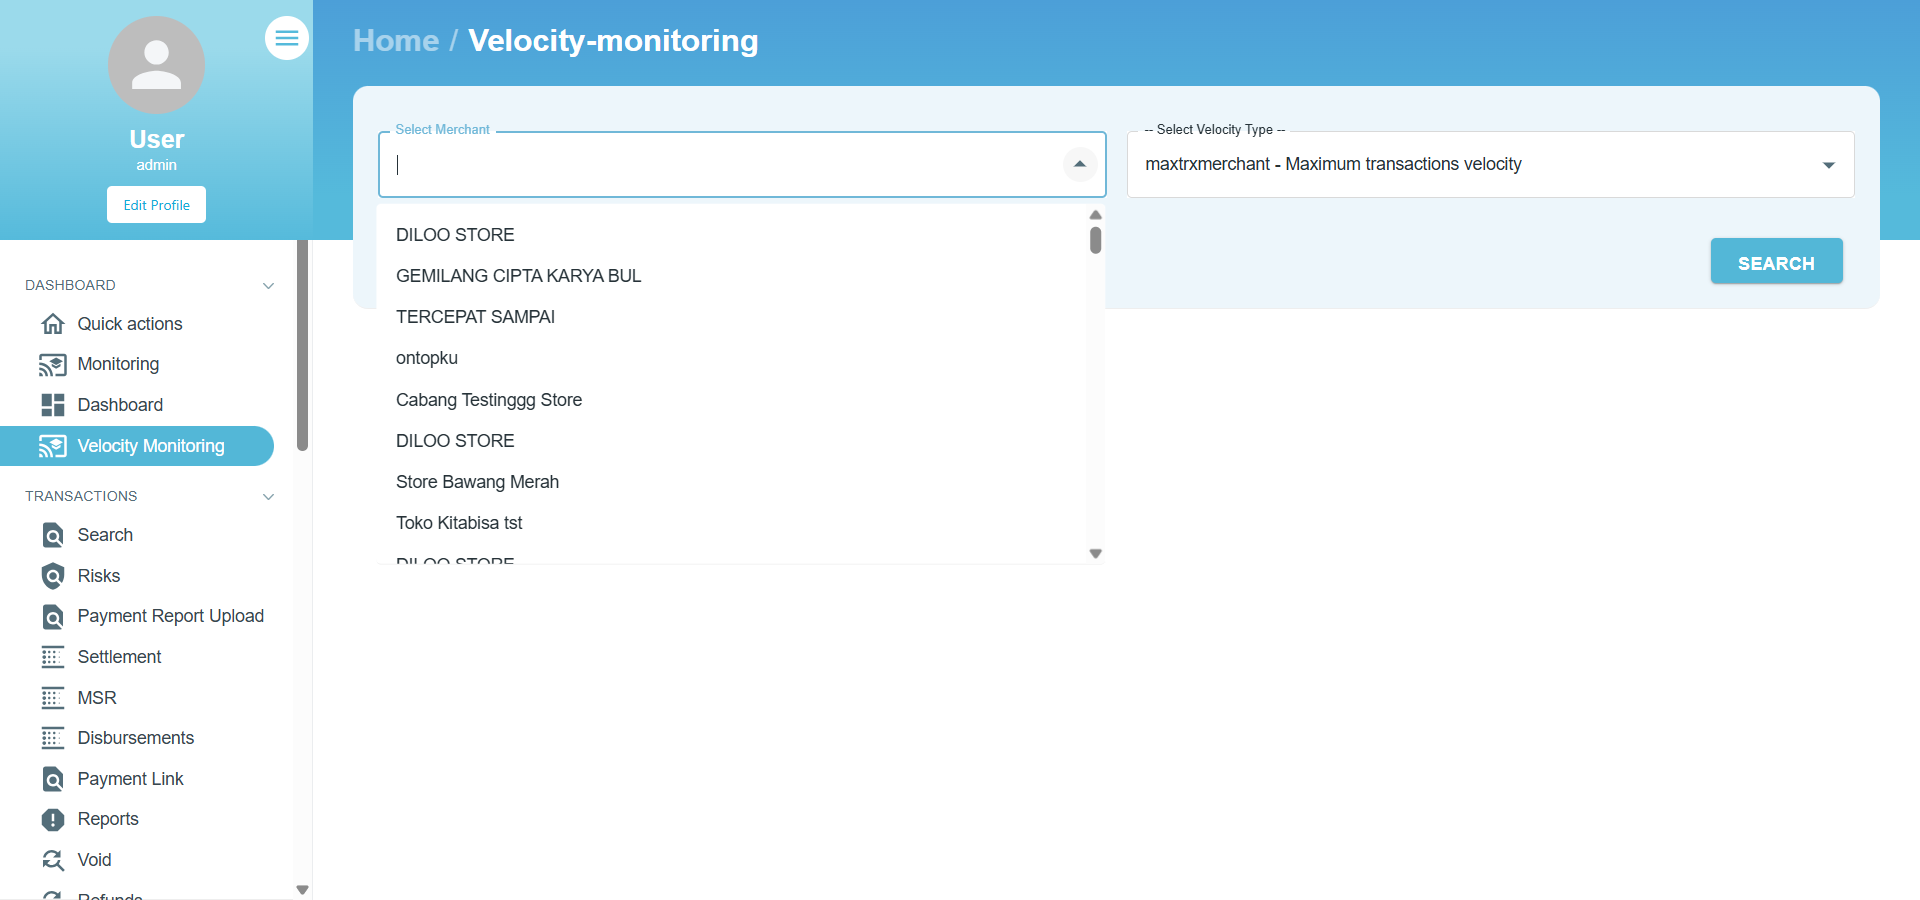 User
admin
Edit Profile
DASHBOARD
Quick actions
Monitoring
Dashboard
Velocity Monitoring
TRANSACTIONS
Search
Risks
Payment Report Upload
Settlement
MSR
Disbursements
Payment Link
Reports
Void
Refunds
Home / Velocity-monitoring
Select Merchant
DILOO STORE
GEMILANG CIPTA KARYA BUL
TERCEPAT SAMPAI
ontopku
Cabang Testinggg Store
DILOO STORE
Store Bawang Merah
Toko Kitabisa tst
DILOO STORE
-- Select Velocity Type --
maxtrxmerchant - Maximum transactions velocity
SEARCH